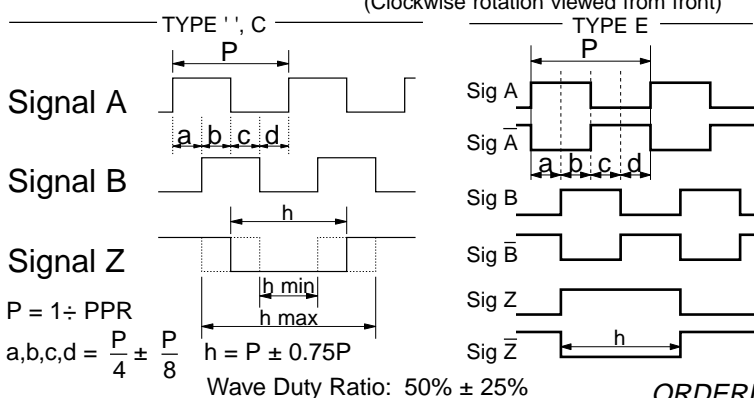 (Clockwise rotation viewed from front)
TYPE ' ', C
P
Signal A
a b c d
Signal B
h
Signal Z
h min
h max
P = 1÷ PPR
a,b,c,d = P/4 ± P/8
h = P ± 0.75P
Wave Duty Ratio: 50% ± 25%
TYPE E
P
Sig A
Sig A̅
a b c d
Sig B
Sig B̅
Sig Z
Sig Z̅
h